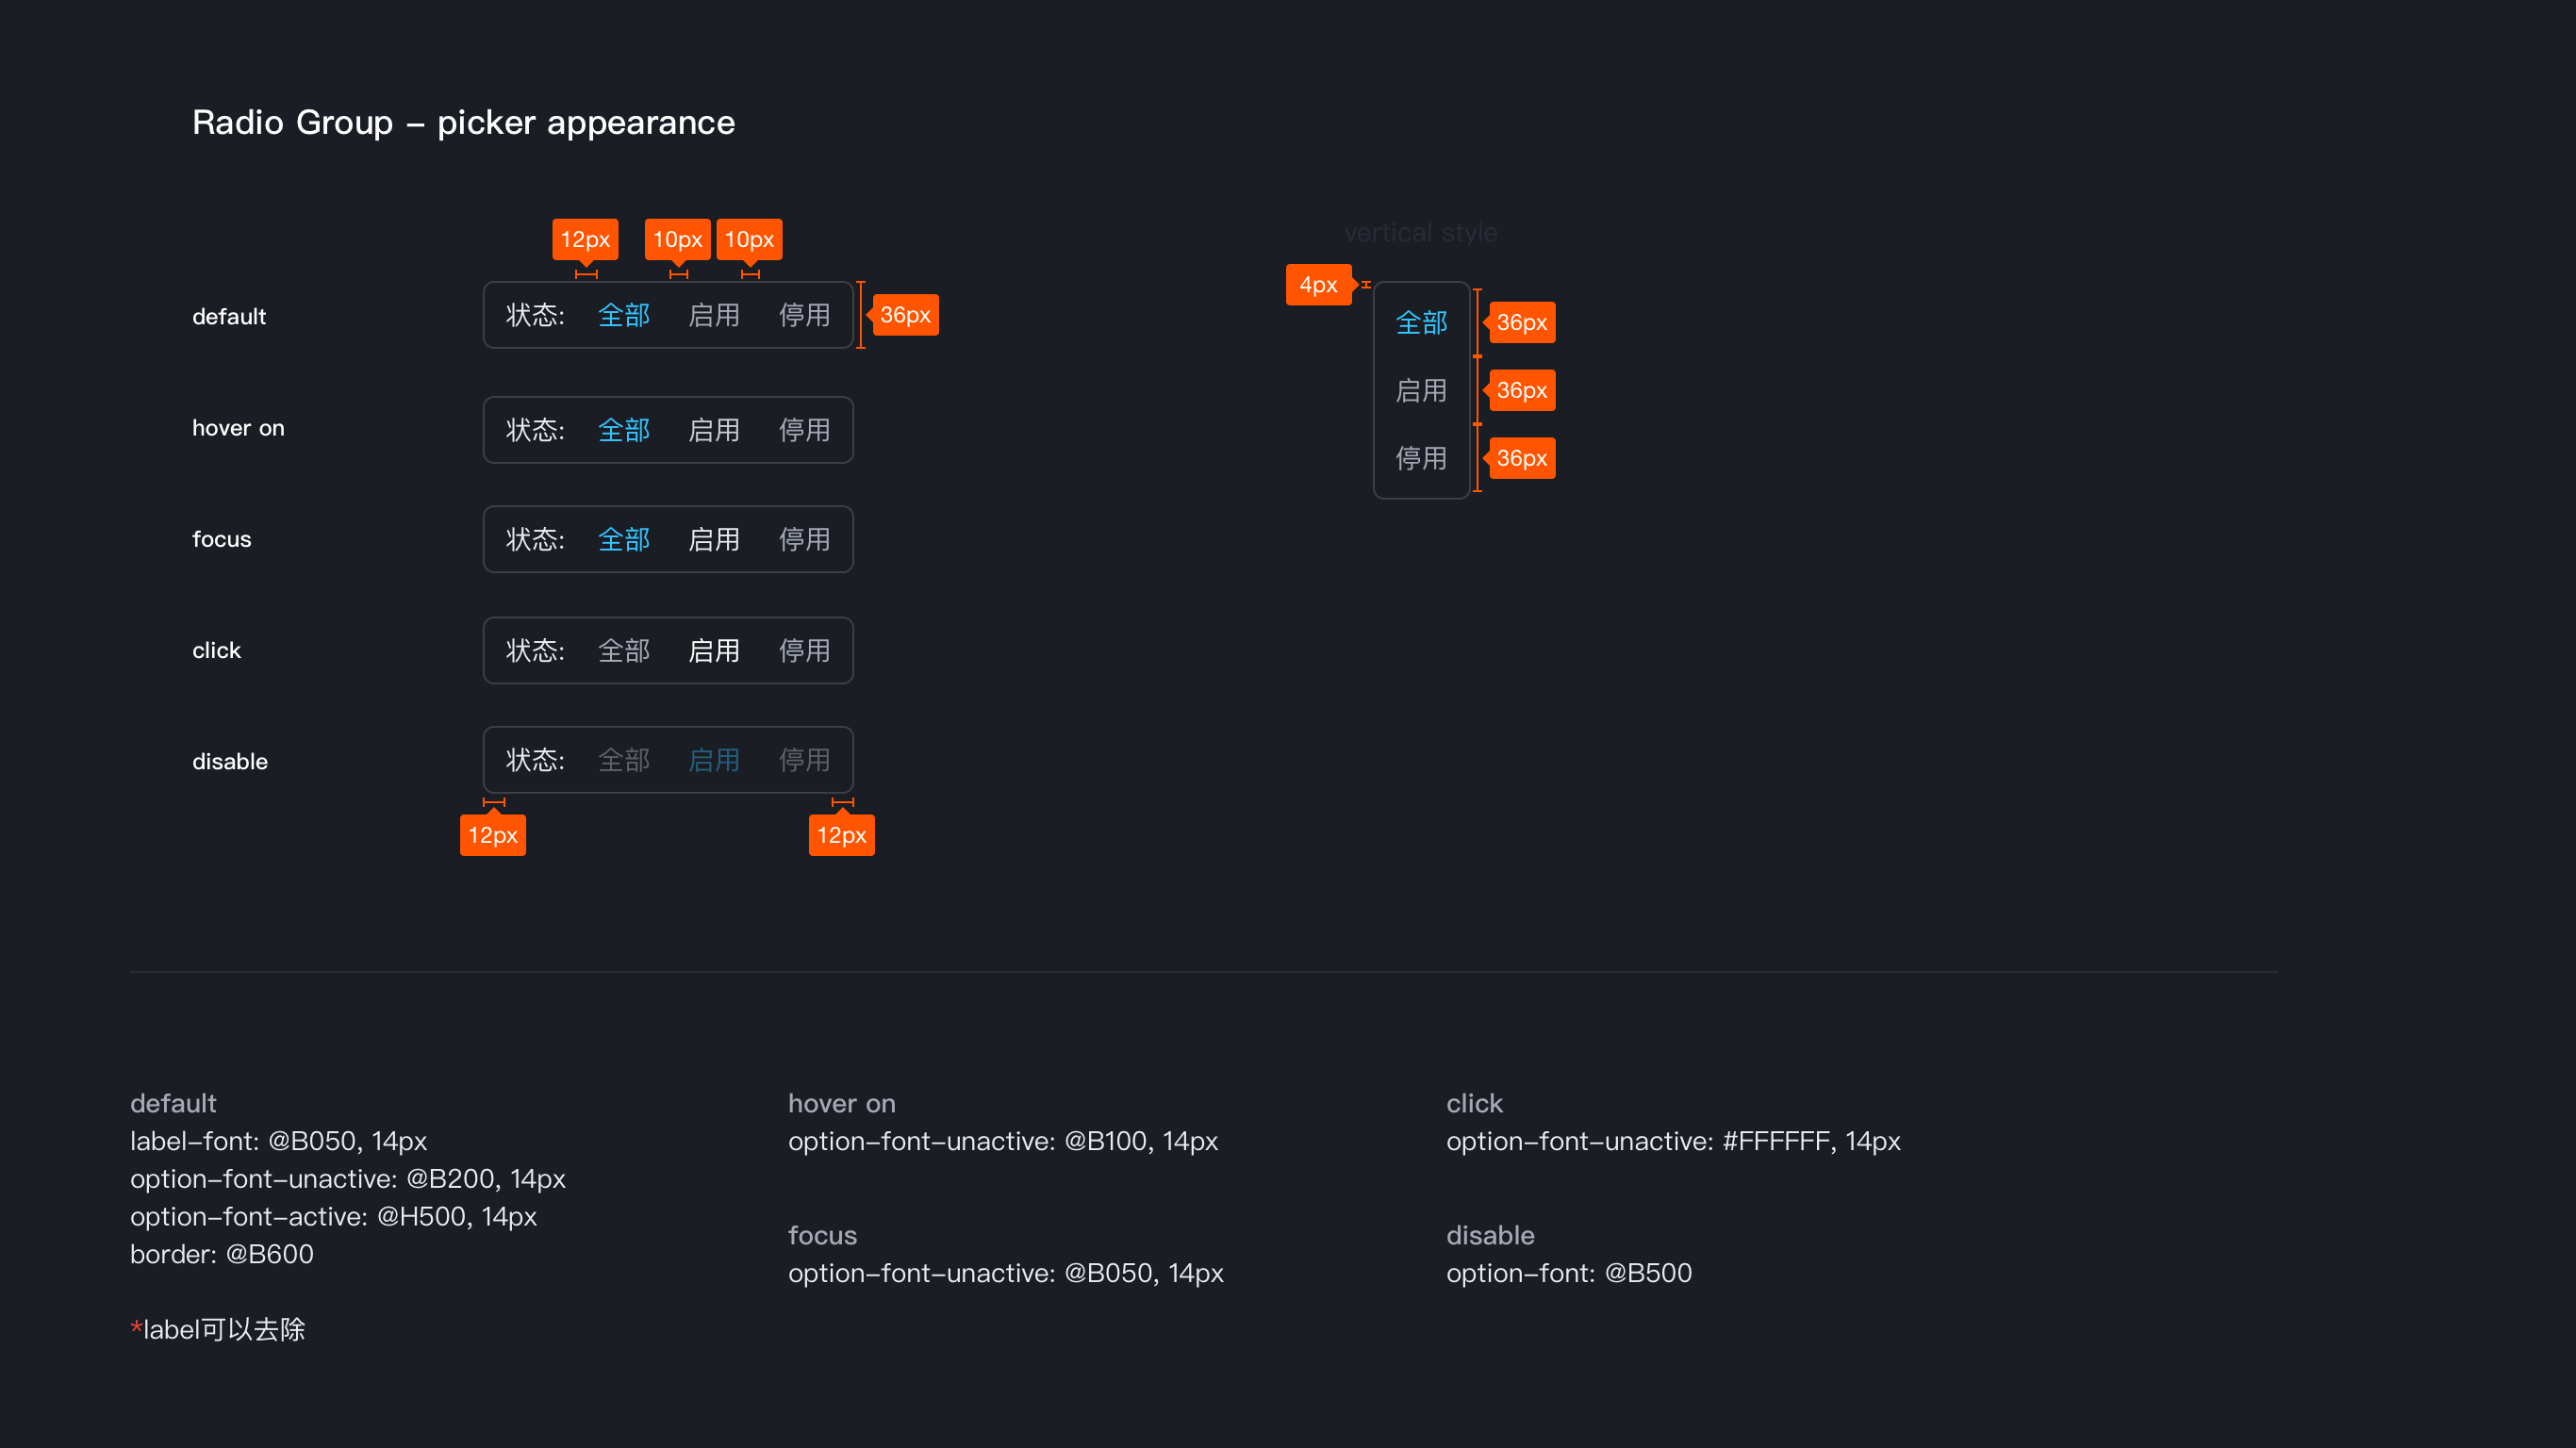 Radio Group – picker appearance
12px 10px 10px
default 状态: 全部 启用 停用 36px
hover on 状态: 全部 启用 停用
focus 状态: 全部 启用 停用
click 状态: 全部 启用 停用
disable 状态: 全部 启用 停用
12px 12px
vertical style
4px
全部 36px
启用 36px
停用 36px
default
label–font: @B050, 14px
option–font–unactive: @B200, 14px
option–font–active: @H500, 14px
border: @B600
*label可以去除
hover on
option–font–unactive: @B100, 14px
focus
option–font–unactive: @B050, 14px
click
option–font–unactive: #FFFFFF, 14px
disable
option–font: @B500